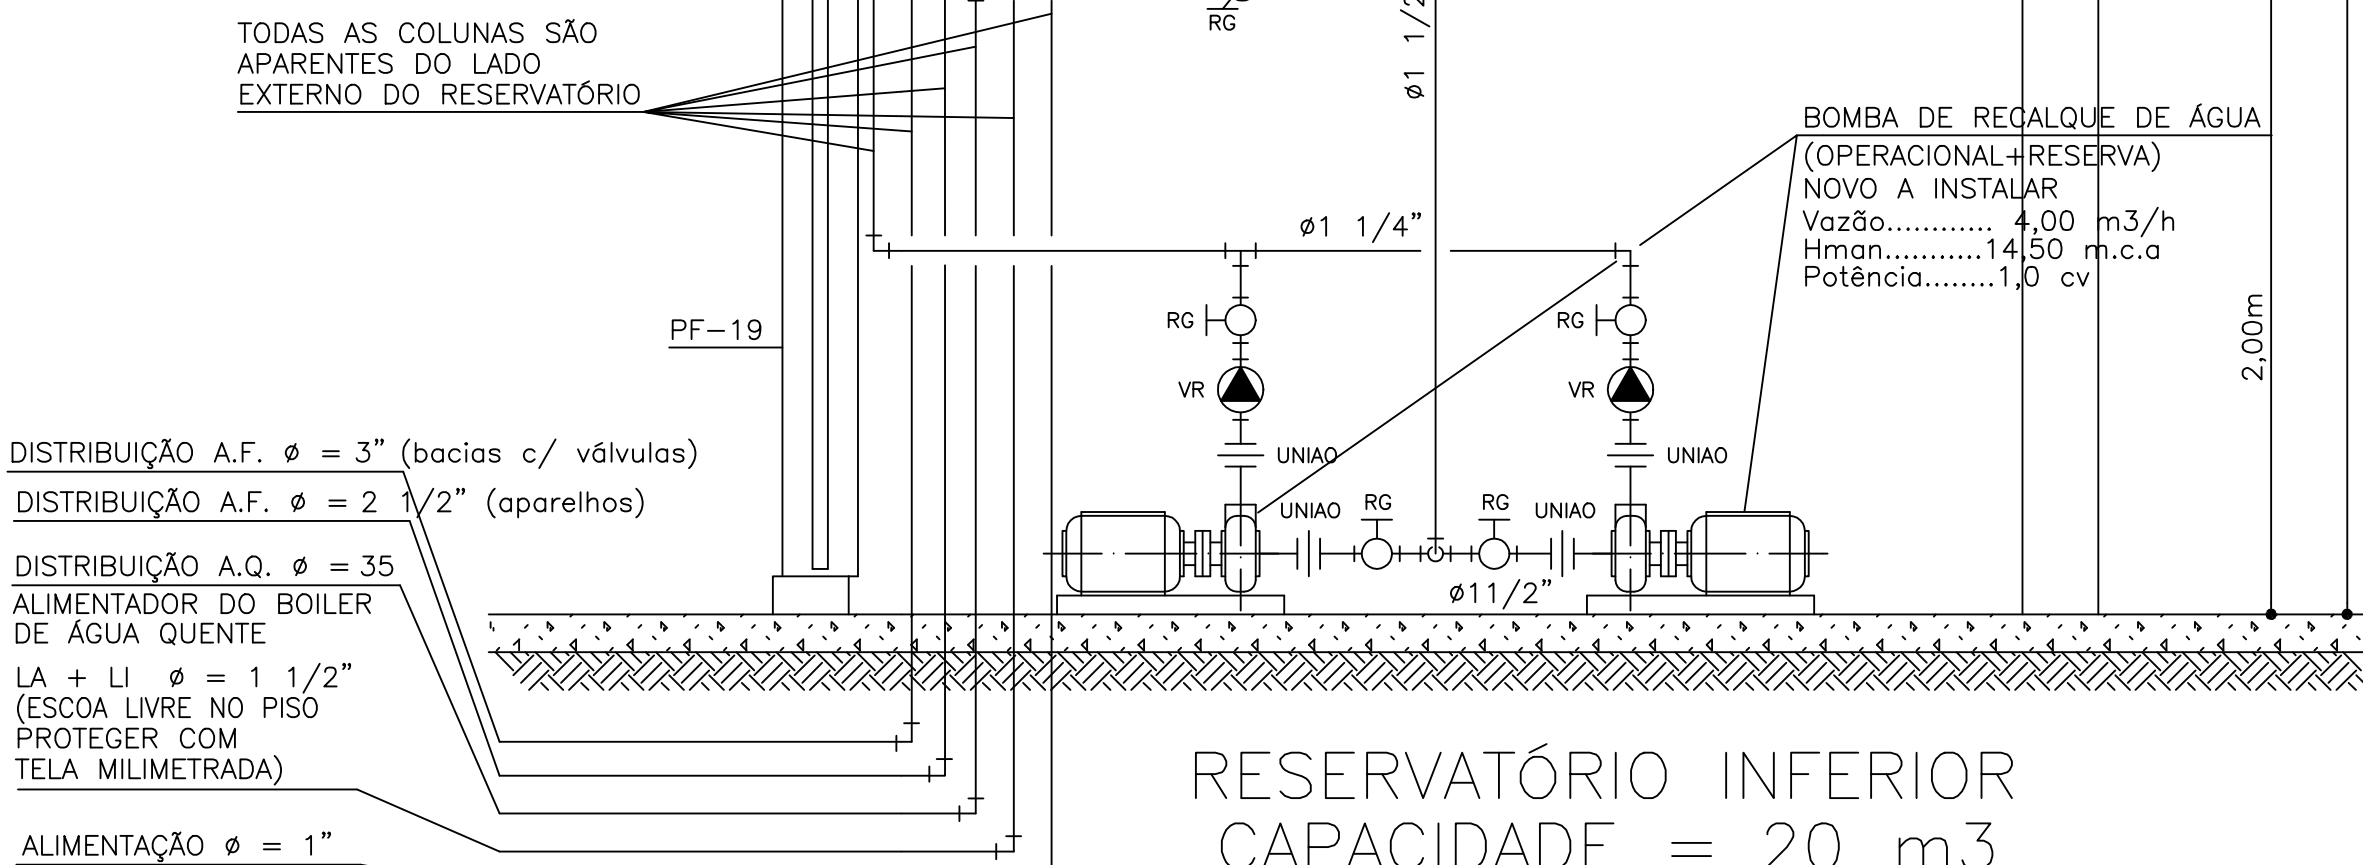 TODAS AS COLUNAS SÃO
APARENTES DO LADO
EXTERNO DO RESERVATÓRIO
RG
ø1 1/2
BOMBA DE RECALQUE DE ÁGUA
(OPERACIONAL+RESERVA)
NOVO A INSTALAR
Vazão............ 4,00 m3/h
Hman...........14,50 m.c.a
Potência........1,0 cv
ø1 1/4"
2,00m
PF-19
RG
RG
VR
VR
UNIAO
UNIAO
UNIAO
RG
RG
UNIAO
ø11/2"
DISTRIBUIÇÃO A.F. ø = 3" (bacias c/ válvulas)
DISTRIBUIÇÃO A.F. ø = 2 1/2" (aparelhos)
DISTRIBUIÇÃO A.Q. ø = 35
ALIMENTADOR DO BOILER
DE ÁGUA QUENTE
LA + LI ø = 1 1/2"
(ESCOA LIVRE NO PISO
PROTEGER COM
TELA MILIMETRADA)
ALIMENTAÇÃO ø = 1"
RESERVATÓRIO INFERIOR
CAPACIDADE = 20 m3